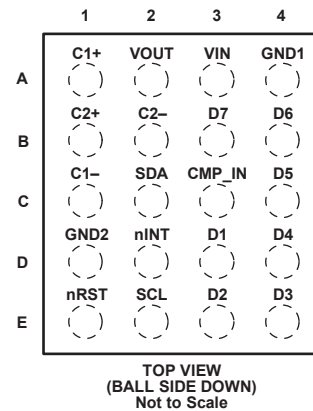 1 2 3 4
C1+ VOUT VIN GND1
A
C2+ C2– D7 D6
B
C1– SDA CMP_IN D5
C
GND2 nINT D1 D4
D
nRST SCL D2 D3
E
TOP VIEW
(BALL SIDE DOWN)
Not to Scale